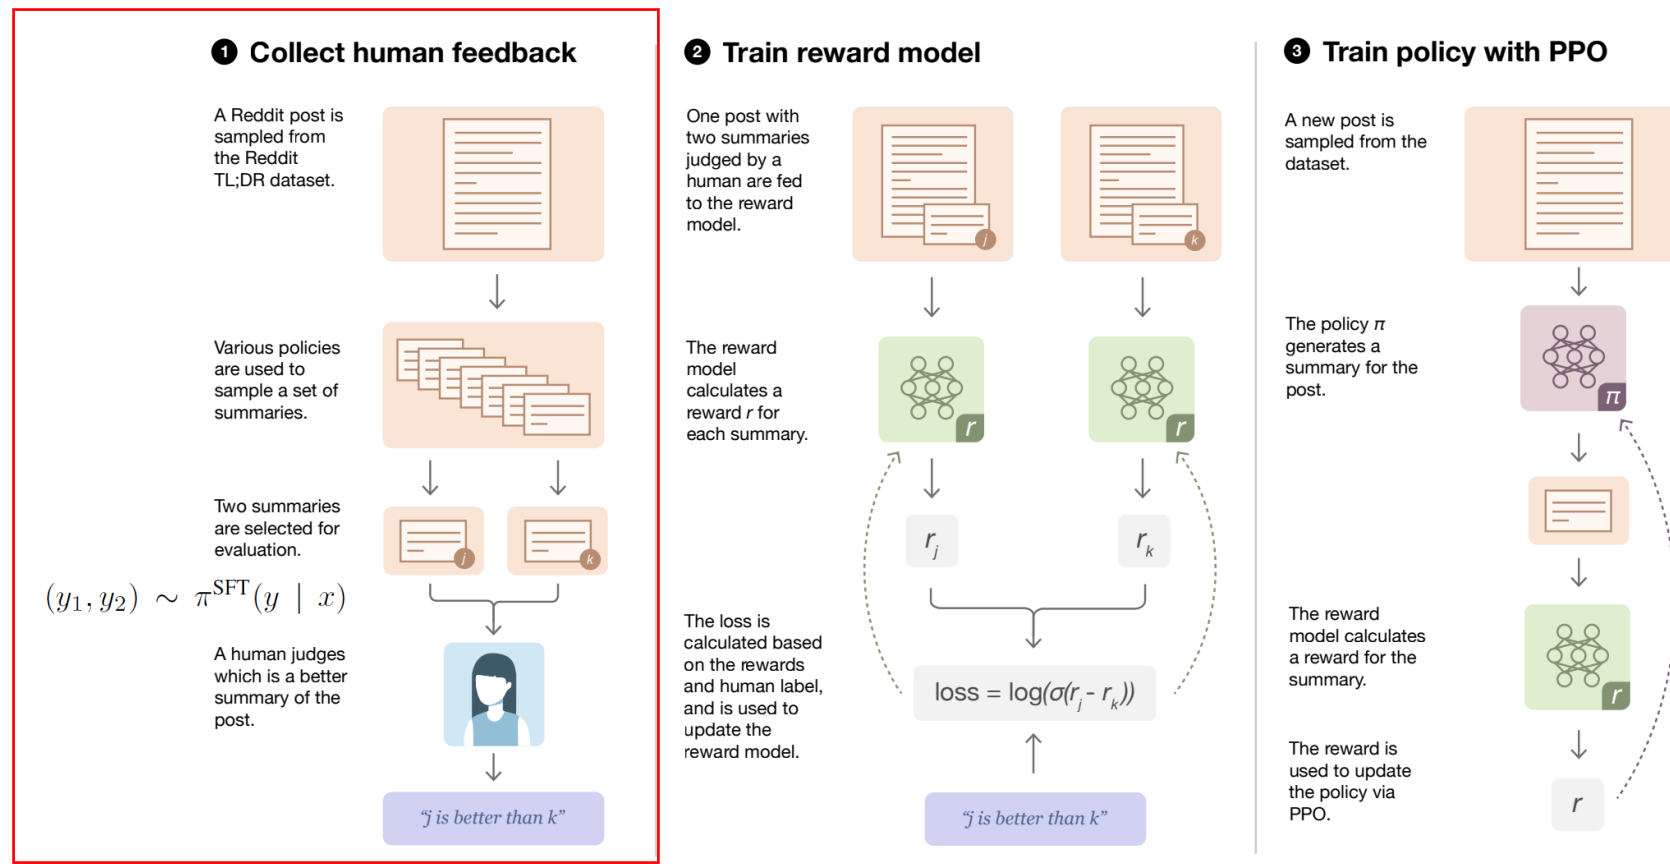 1 Collect human feedback
A Reddit post is
sampled from
the Reddit
TL;DR dataset.
Various policies
are used to
sample a set of
summaries.
Two summaries
are selected for
evaluation.
j
k
(y₁, y₂) ∼ π^SFT(y | x)
A human judges
which is a better
summary of the
post.
“j is better than k”
2 Train reward model
One post with
two summaries
judged by a
human are fed
to the reward
model.
j
k
The reward
model
calculates a
reward r for
each summary.
r
r
r_j
r_k
The loss is
calculated based
on the rewards
and human label,
and is used to
update the
reward model.
loss = log(σ(r_j - r_k))
“j is better than k”
3 Train policy with PPO
A new post is
sampled from the
dataset.
The policy π
generates a
summary for the
post.
π
The reward
model calculates
a reward for the
summary.
r
The reward is
used to update
the policy via
PPO.
r